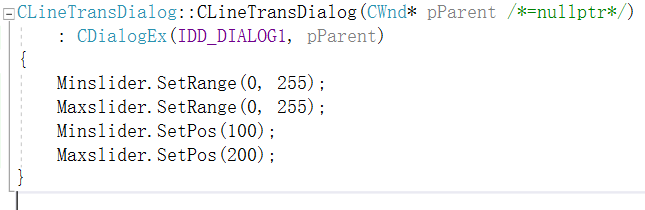 CLineTransDialog::CLineTransDialog(CWnd* pParent /*=nullptr*/)
    : CDialogEx(IDD_DIALOG1, pParent)
{
    Minslider.SetRange(0, 255);
    Maxslider.SetRange(0, 255);
    Minslider.SetPos(100);
    Maxslider.SetPos(200);
}